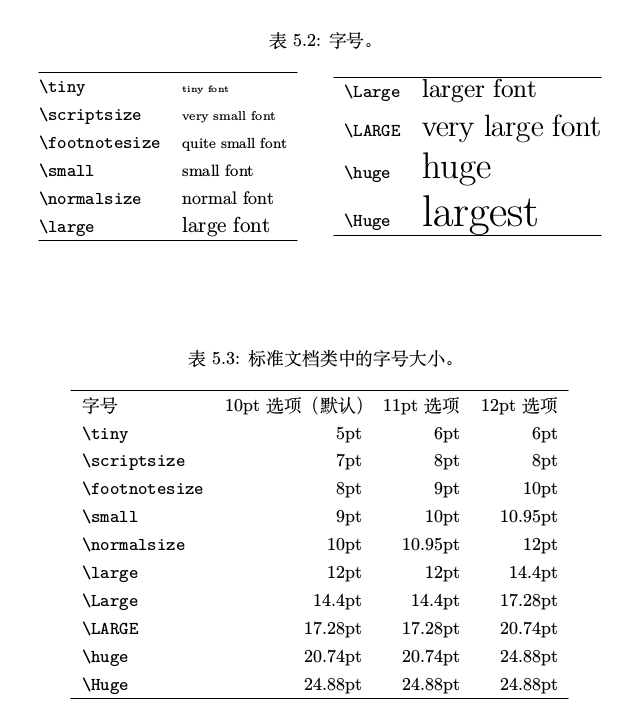 表 5.2: 字号。
\tiny tiny font
\scriptsize very small font
\footnotesize quite small font
\small small font
\normalsize normal font
\large large font
\Large larger font
\LARGE very large font
\huge huge
\Huge largest
表 5.3: 标准文档类中的字号大小。
字号 10pt 选项（默认） 11pt 选项 12pt 选项
\tiny 5pt 6pt 6pt
\scriptsize 7pt 8pt 8pt
\footnotesize 8pt 9pt 10pt
\small 9pt 10pt 10.95pt
\normalsize 10pt 10.95pt 12pt
\large 12pt 12pt 14.4pt
\Large 14.4pt 14.4pt 17.28pt
\LARGE 17.28pt 17.28pt 20.74pt
\huge 20.74pt 20.74pt 24.88pt
\Huge 24.88pt 24.88pt 24.88pt